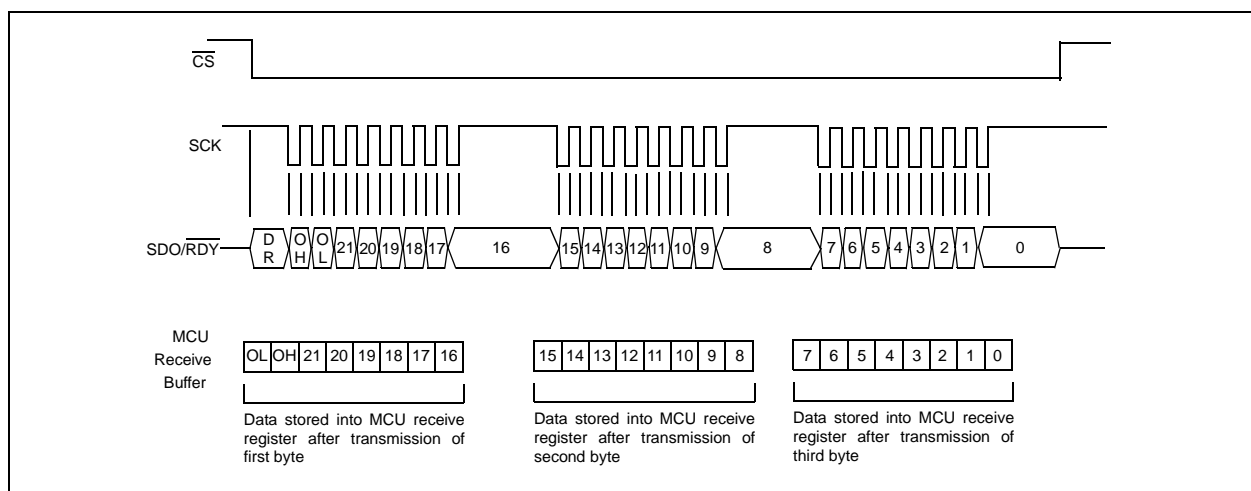 CS
SCK
SDO/RDY
D
R
O
H
O
L
21 20 19 18 17 16 15 14 13 12 11 10 9 8 7 6 5 4 3 2 1 0
MCU
Receive
Buffer
OL OH 21 20 19 18 17 16
15 14 13 12 11 10 9 8
7 6 5 4 3 2 1 0
Data stored into MCU receive
register after transmission of
first byte
Data stored into MCU receive
register after transmission of
second byte
Data stored into MCU receive
register after transmission of
third byte